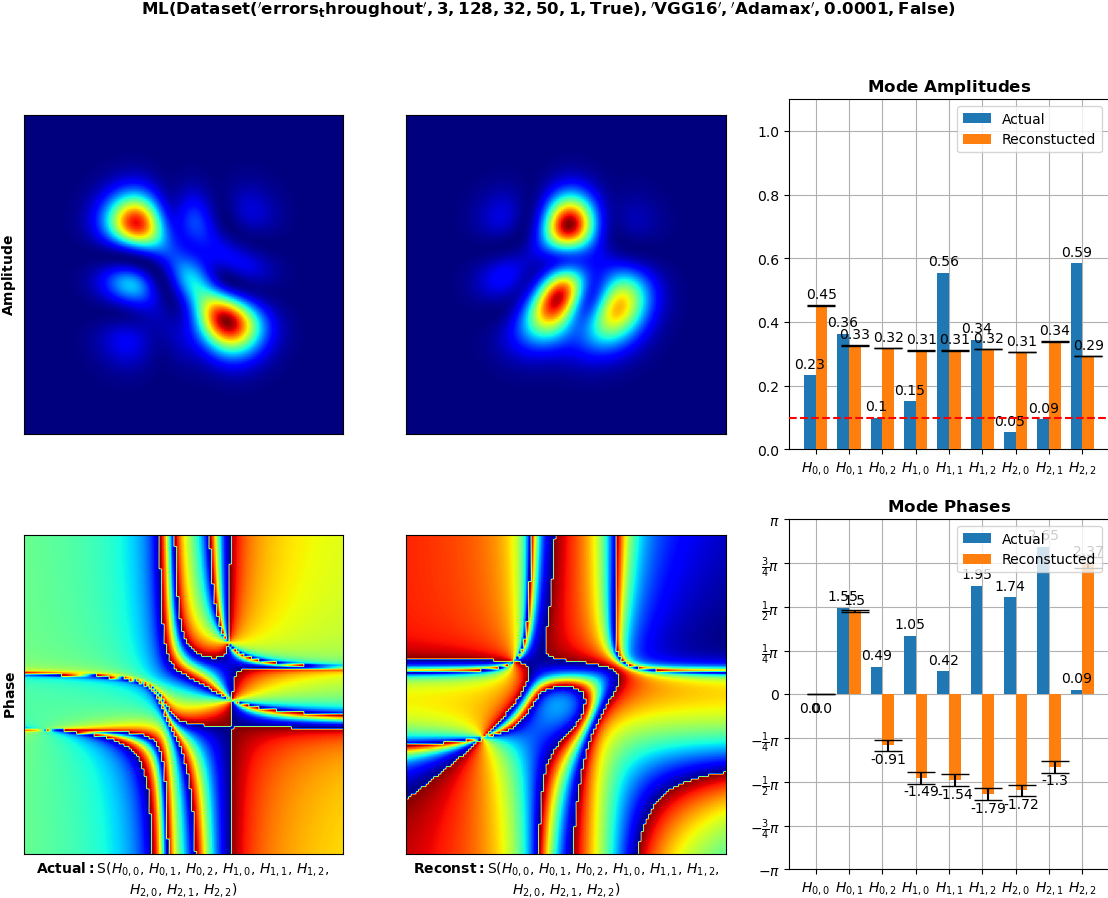 ML(Dataset('errors_throughout', 3, 128, 32, 50, 1, True), 'VGG16', 'Adamax', 0.0001, False)
Amplitude
Mode Amplitudes
Actual
Reconstucted
1.0
0.8
0.6
0.4
0.2
0.0
0.23
0.45
0.36
0.33
0.1
0.32
0.15
0.31
0.56
0.31
0.34
0.32
0.05
0.31
0.09
0.34
0.59
0.29
H0,0 H0,1 H0,2 H1,0 H1,1 H1,2 H2,0 H2,1 H2,2
Phase
Actual: S(H0,0, H0,1, H0,2, H1,0, H1,1, H1,2,
H2,0, H2,1, H2,2)
Reconst: S(H0,0, H0,1, H0,2, H1,0, H1,1, H1,2,
H2,0, H2,1, H2,2)
Mode Phases
Actual
Reconstucted
π
3/4π
1/2π
1/4π
0
−1/4π
−1/2π
−3/4π
−π
0.0
0.0
1.55
1.5
0.49
-0.91
1.05
-1.49
0.42
-1.54
1.95
-1.79
1.74
-1.72
-1.3
0.09
2.37
H0,0 H0,1 H0,2 H1,0 H1,1 H1,2 H2,0 H2,1 H2,2